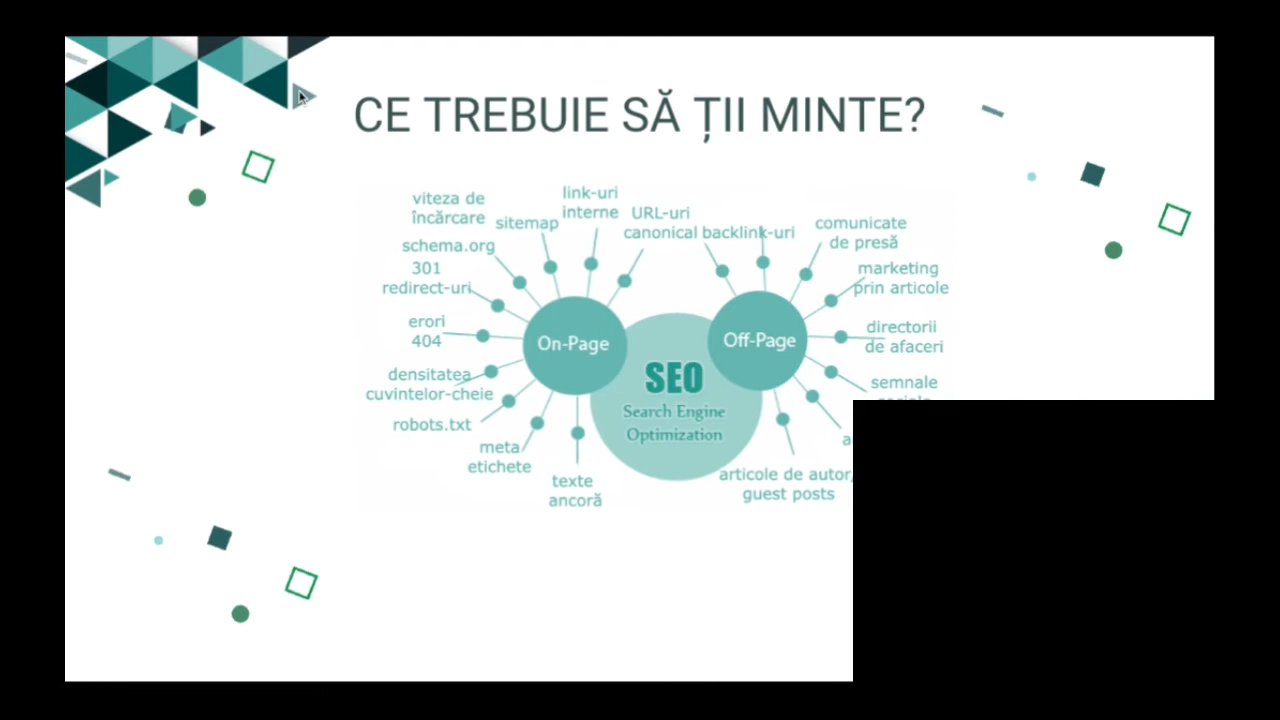 CE TREBUIE SĂ ȚII MINTE?
viteza de
încărcare
sitemap
link-uri
interne
URL-uri
canonical
schema.org
301
redirect-uri
erori
404
densitatea
cuvintelor-cheie
robots.txt
meta
etichete
texte
ancoră
On-Page
SEO
Search Engine
Optimization
Off-Page
backlink-uri
comunicate
de presă
marketing
prin articole
directorii
de afaceri
semnale
articole de autor,
guest posts